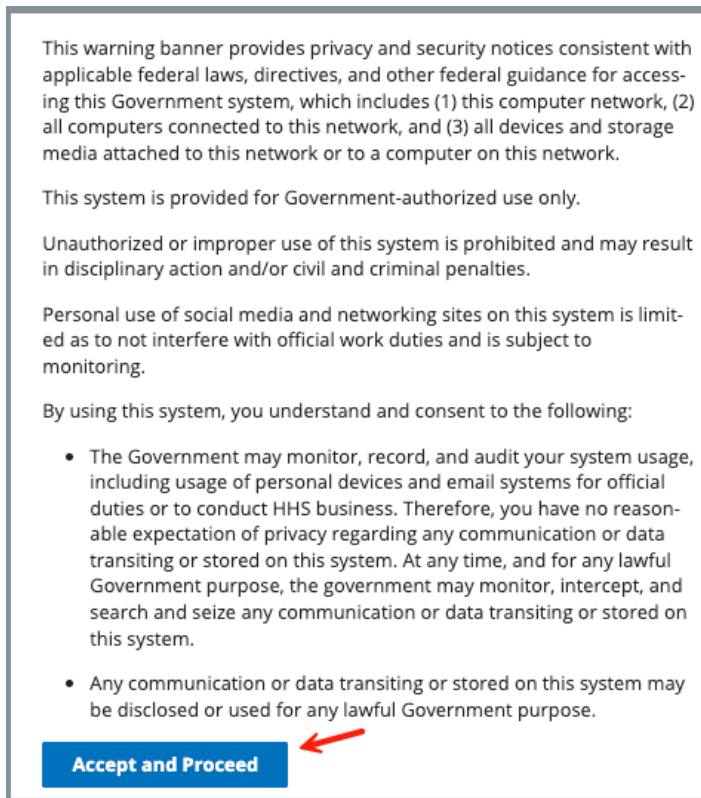 This warning banner provides privacy and security notices consistent with
applicable federal laws, directives, and other federal guidance for access-
ing this Government system, which includes (1) this computer network, (2)
all computers connected to this network, and (3) all devices and storage
media attached to this network or to a computer on this network.
This system is provided for Government-authorized use only.
Unauthorized or improper use of this system is prohibited and may result
in disciplinary action and/or civil and criminal penalties.
Personal use of social media and networking sites on this system is limit-
ed as to not interfere with official work duties and is subject to
monitoring.
By using this system, you understand and consent to the following:
• The Government may monitor, record, and audit your system usage,
including usage of personal devices and email systems for official
duties or to conduct HHS business. Therefore, you have no reason-
able expectation of privacy regarding any communication or data
transiting or stored on this system. At any time, and for any lawful
Government purpose, the government may monitor, intercept, and
search and seize any communication or data transiting or stored on
this system.
• Any communication or data transiting or stored on this system may
be disclosed or used for any lawful Government purpose.
Accept and Proceed